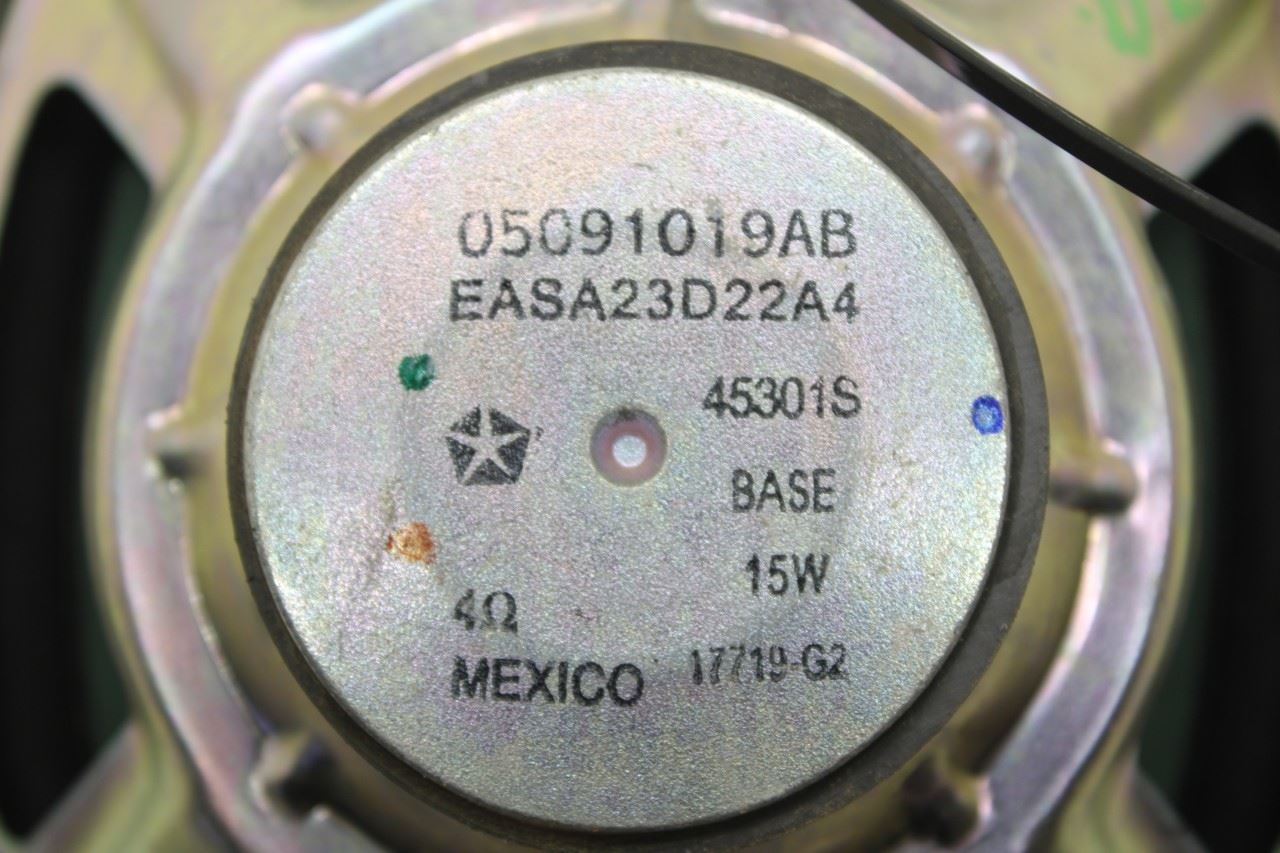 05091019AB
EASA23D22A4
45301S
BASE
15W
4Ω
MEXICO 17719-G2